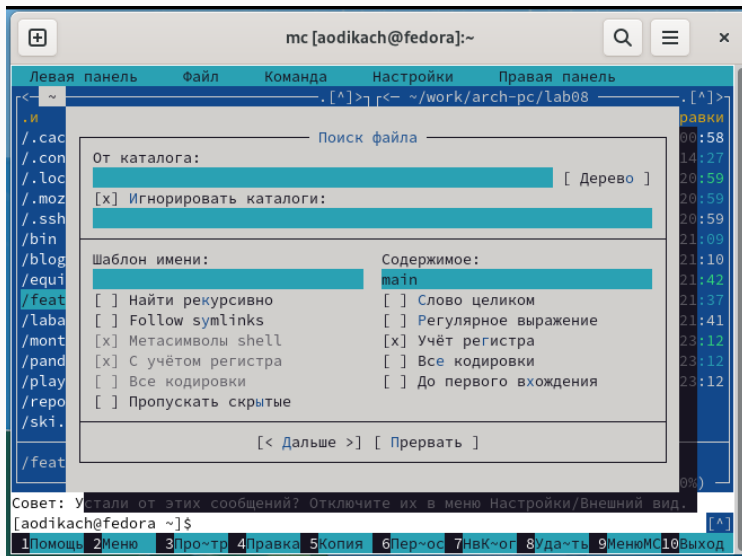 mc [aodikach@fedora]:~
Левая панель Файл Команда Настройки Правая панель
<— ~ .[^]> <— ~/work/arch-pc/lab08 .[^]>
.и равки
/.cac 00:58
/.con 14:27
/.loc 20:59
/.moz 20:59
/.ssh 20:59
/bin 21:09
/blog 21:10
/equi 21:42
/feat 21:37
/laba 21:41
/mont 23:12
/pand 23:12
/play 23:12
/repo
/ski.
/feat
0%)
Поиск файла
От каталога:
[ Дерево ]
[x] Игнорировать каталоги:
Шаблон имени: Содержимое:
main
[ ] Найти рекурсивно [ ] Слово целиком
[ ] Follow symlinks [ ] Регулярное выражение
[x] Метасимволы shell [x] Учёт регистра
[x] С учётом регистра [ ] Все кодировки
[ ] Все кодировки [ ] До первого вхождения
[ ] Пропускать скрытые
[< Дальше >] [ Прервать ]
Совет: Устали от этих сообщений? Отключите их в меню Настройки/Внешний вид.
[aodikach@fedora ~]$ [^]
1Помощь 2Меню 3Про~тр 4Правка 5Копия 6Пер~ос 7НвК~ог 8Уда~ть 9МенюMC 10Выход